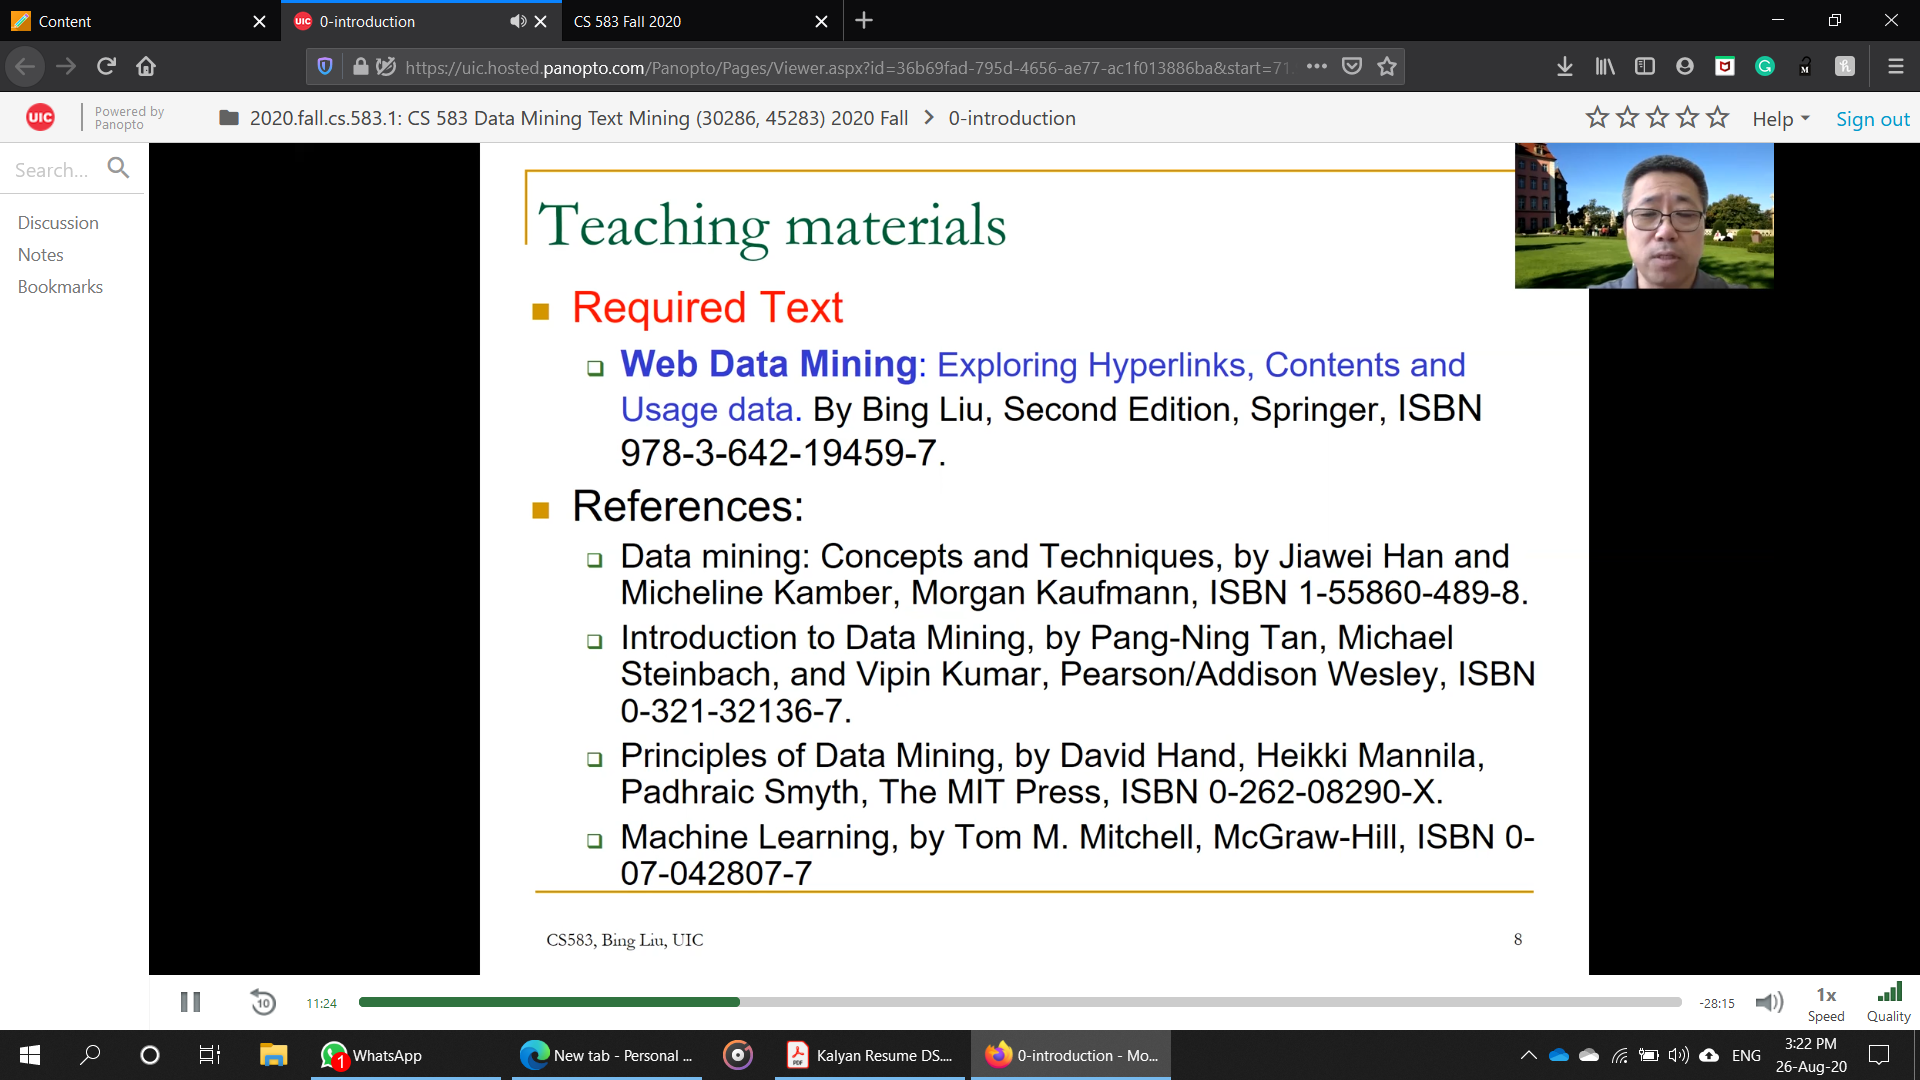 Content
UIC 0-introduction
CS 583 Fall 2020
https://uic.hosted.panopto.com/Panopto/Pages/Viewer.aspx?id=36b69fad-795d-4656-ae77-ac1f013886ba&start=71
UIC
Powered by
Panopto
2020.fall.cs.583.1: CS 583 Data Mining Text Mining (30286, 45283) 2020 Fall > 0-introduction
Help
Sign out
Search...
Discussion
Notes
Bookmarks
Teaching materials
Required Text
Web Data Mining: Exploring Hyperlinks, Contents and
Usage data. By Bing Liu, Second Edition, Springer, ISBN
978-3-642-19459-7.
References:
Data mining: Concepts and Techniques, by Jiawei Han and
Micheline Kamber, Morgan Kaufmann, ISBN 1-55860-489-8.
Introduction to Data Mining, by Pang-Ning Tan, Michael
Steinbach, and Vipin Kumar, Pearson/Addison Wesley, ISBN
0-321-32136-7.
Principles of Data Mining, by David Hand, Heikki Mannila,
Padhraic Smyth, The MIT Press, ISBN 0-262-08290-X.
Machine Learning, by Tom M. Mitchell, McGraw-Hill, ISBN 0-
07-042807-7
CS583, Bing Liu, UIC
8
10
11:24
-28:15
1x
Speed
Quality
1
WhatsApp
New tab - Personal ...
PDF
Kalyan Resume DS....
0-introduction - Mo...
ENG
3:22 PM
26-Aug-20